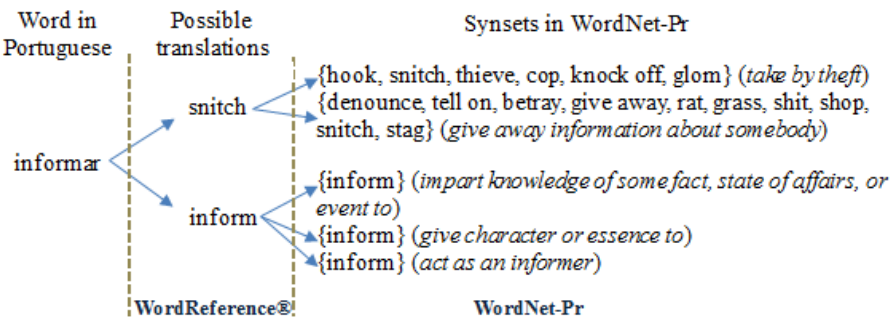 Word in Portuguese
Possible translations
Synsets in WordNet-Pr
informar
snitch
{hook, snitch, thieve, cop, knock off, glom} (take by theft)
{denounce, tell on, betray, give away, rat, grass, shit, shop,
snitch, stag} (give away information about somebody)
inform
{inform} (impart knowledge of some fact, state of affairs, or
event to)
{inform} (give character or essence to)
{inform} (act as an informer)
WordReference®
WordNet-Pr